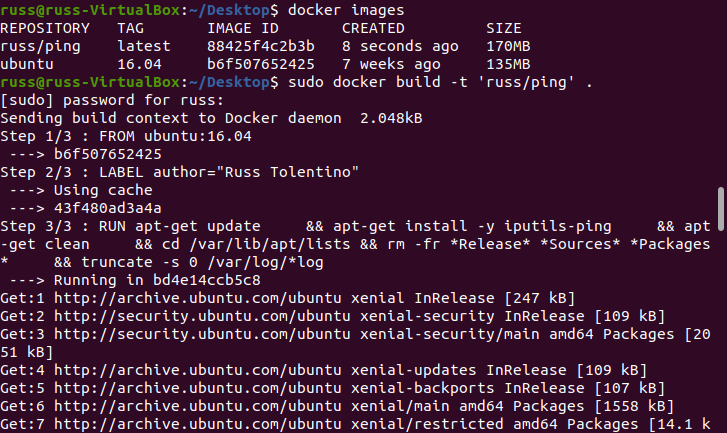 russ@russ-VirtualBox:~/Desktop$ docker images
REPOSITORY   TAG       IMAGE ID       CREATED         SIZE
russ/ping    latest    88425f4c2b3b   8 seconds ago   170MB
ubuntu       16.04     b6f507652425   7 weeks ago     135MB
russ@russ-VirtualBox:~/Desktop$ sudo docker build -t 'russ/ping' .
[sudo] password for russ:
Sending build context to Docker daemon  2.048kB
Step 1/3 : FROM ubuntu:16.04
 ---> b6f507652425
Step 2/3 : LABEL author="Russ Tolentino"
 ---> Using cache
 ---> 43f480ad3a4a
Step 3/3 : RUN apt-get update     && apt-get install -y iputils-ping     && apt
-get clean     && cd /var/lib/apt/lists && rm -fr *Release* *Sources* *Packages
*     && truncate -s 0 /var/log/*log
 ---> Running in bd4e14ccb5c8
Get:1 http://archive.ubuntu.com/ubuntu xenial InRelease [247 kB]
Get:2 http://security.ubuntu.com/ubuntu xenial-security InRelease [109 kB]
Get:3 http://security.ubuntu.com/ubuntu xenial-security/main amd64 Packages [20
51 kB]
Get:4 http://archive.ubuntu.com/ubuntu xenial-updates InRelease [109 kB]
Get:5 http://archive.ubuntu.com/ubuntu xenial-backports InRelease [107 kB]
Get:6 http://archive.ubuntu.com/ubuntu xenial/main amd64 Packages [1558 kB]
Get:7 http://archive.ubuntu.com/ubuntu xenial/restricted amd64 Packages [14.1 k